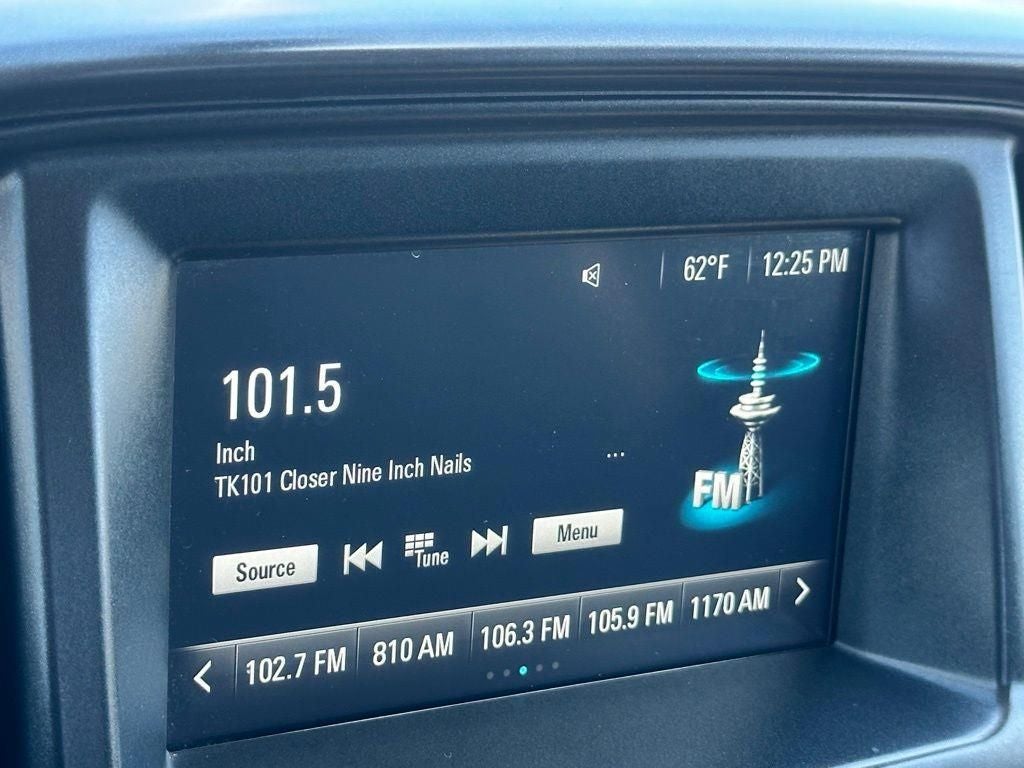 62°F 12:25 PM
101.5
Inch
TK101 Closer Nine Inch Nails
...
FM
Source Tune Menu
102.7 FM 810 AM 106.3 FM 105.9 FM 1170 AM